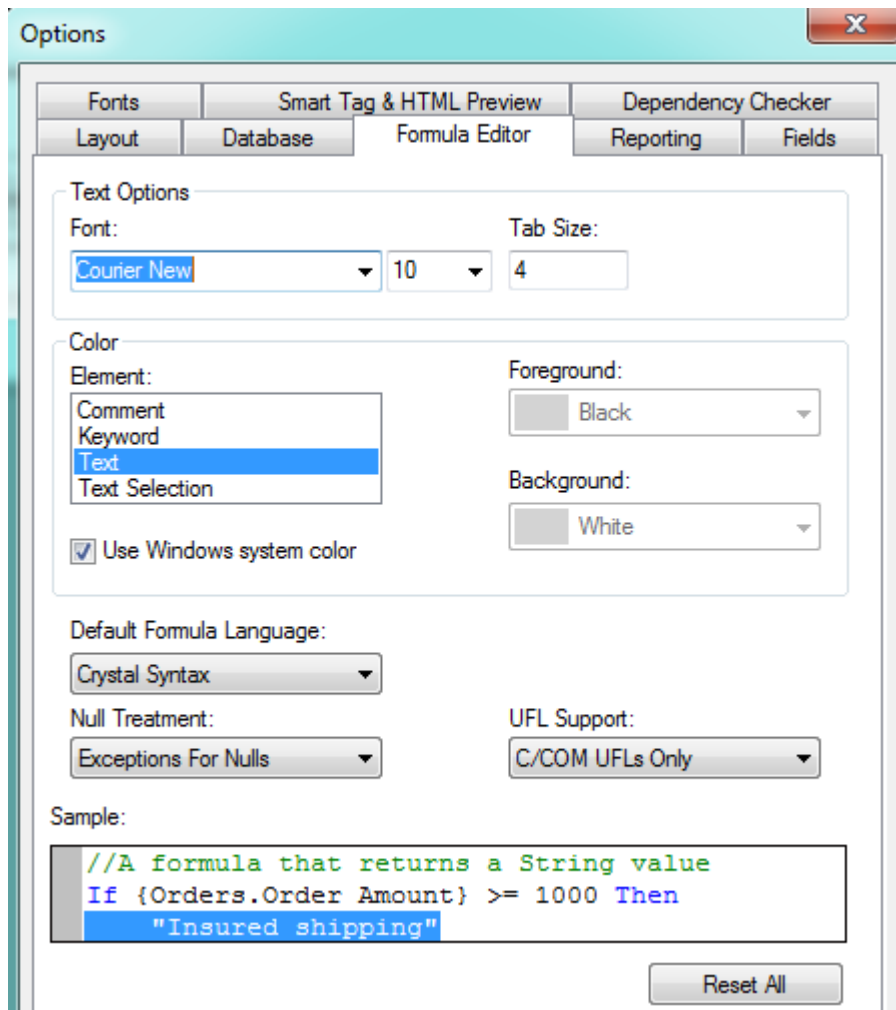 Options
Fonts Smart Tag & HTML Preview Dependency Checker
Layout Database Formula Editor Reporting Fields
Text Options
Font: Tab Size:
Courier New 10 4
Color
Element: Foreground:
Comment Black
Keyword
Text
Text Selection Background:
White
Use Windows system color
Default Formula Language:
Crystal Syntax
Null Treatment: UFL Support:
Exceptions For Nulls C/COM UFLs Only
Sample:
//A formula that returns a String value
If {Orders.Order Amount} >= 1000 Then
"Insured shipping"
Reset All